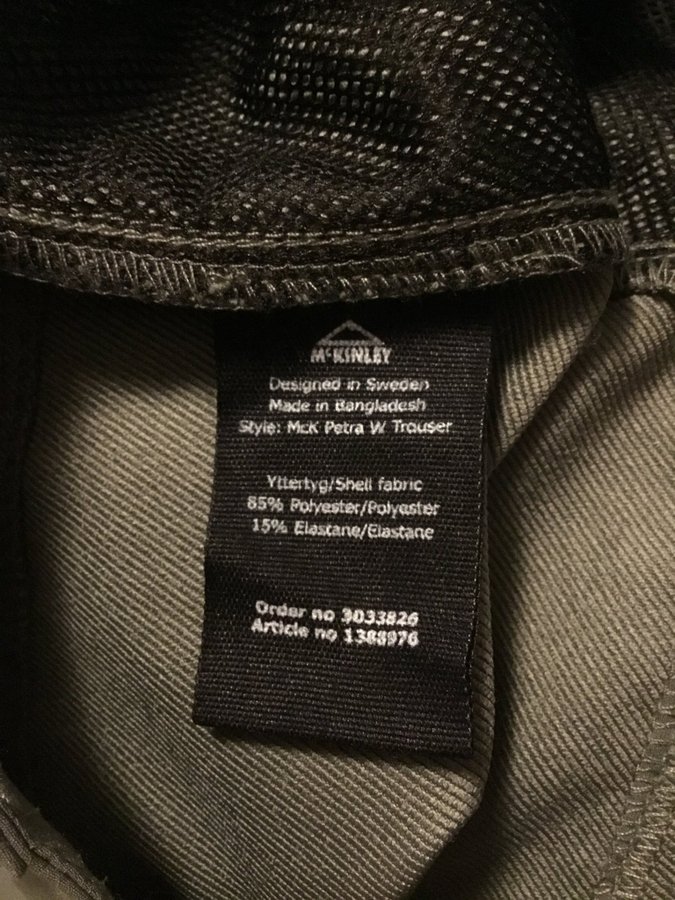 McKINLEY
Designed in Sweden
Made in Bangladesh
Style: McK Petra W Trouser
Yttertyg/Shell fabric
85% Polyester/Polyester
15% Elastane/Elastane
Order no 3033826
Article no 1388976